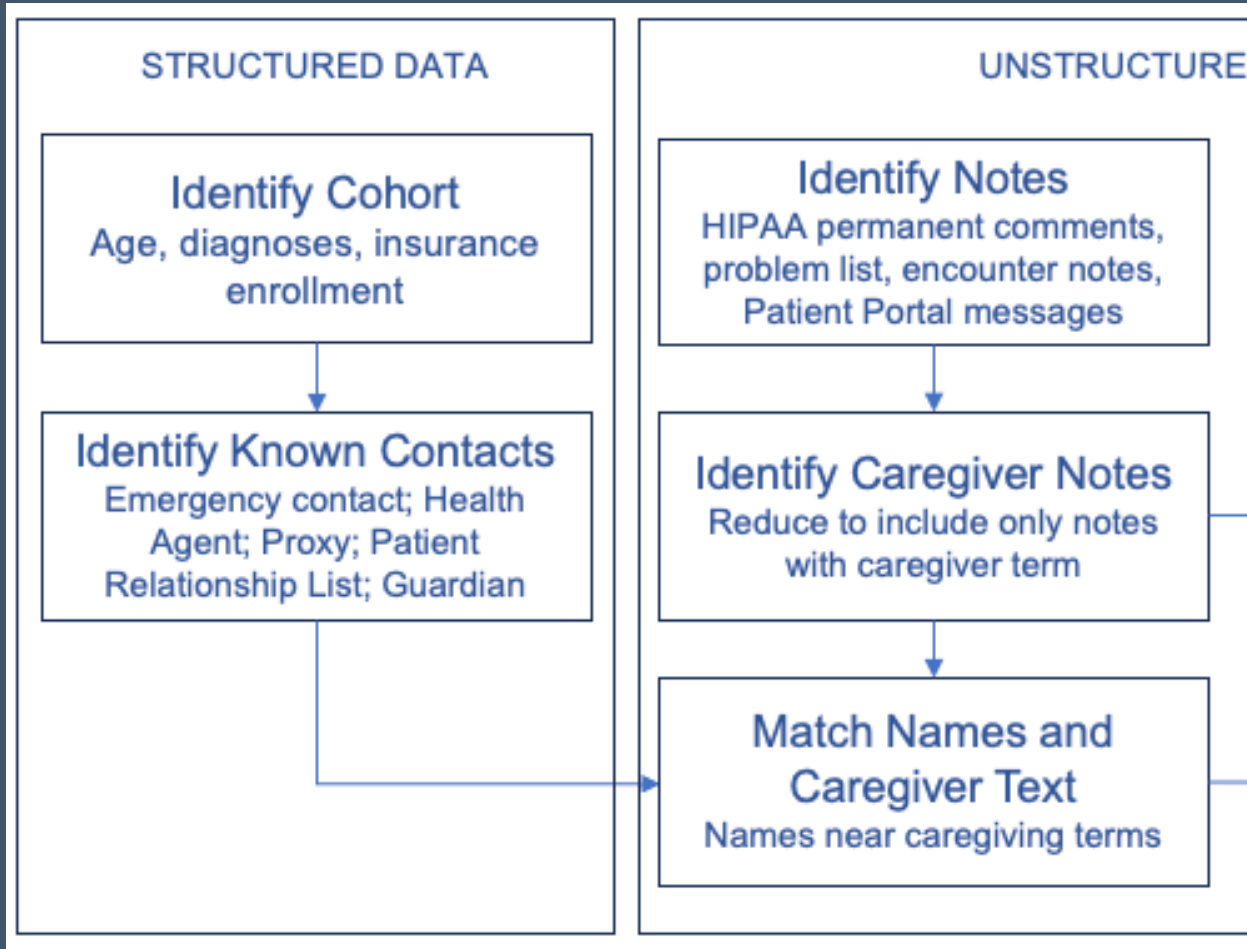 STRUCTURED DATA
Identify Cohort
Age, diagnoses, insurance
enrollment
Identify Known Contacts
Emergency contact; Health
Agent; Proxy; Patient
Relationship List; Guardian
UNSTRUCTURE
Identify Notes
HIPAA permanent comments,
problem list, encounter notes,
Patient Portal messages
Identify Caregiver Notes
Reduce to include only notes
with caregiver term
Match Names and
Caregiver Text
Names near caregiving terms